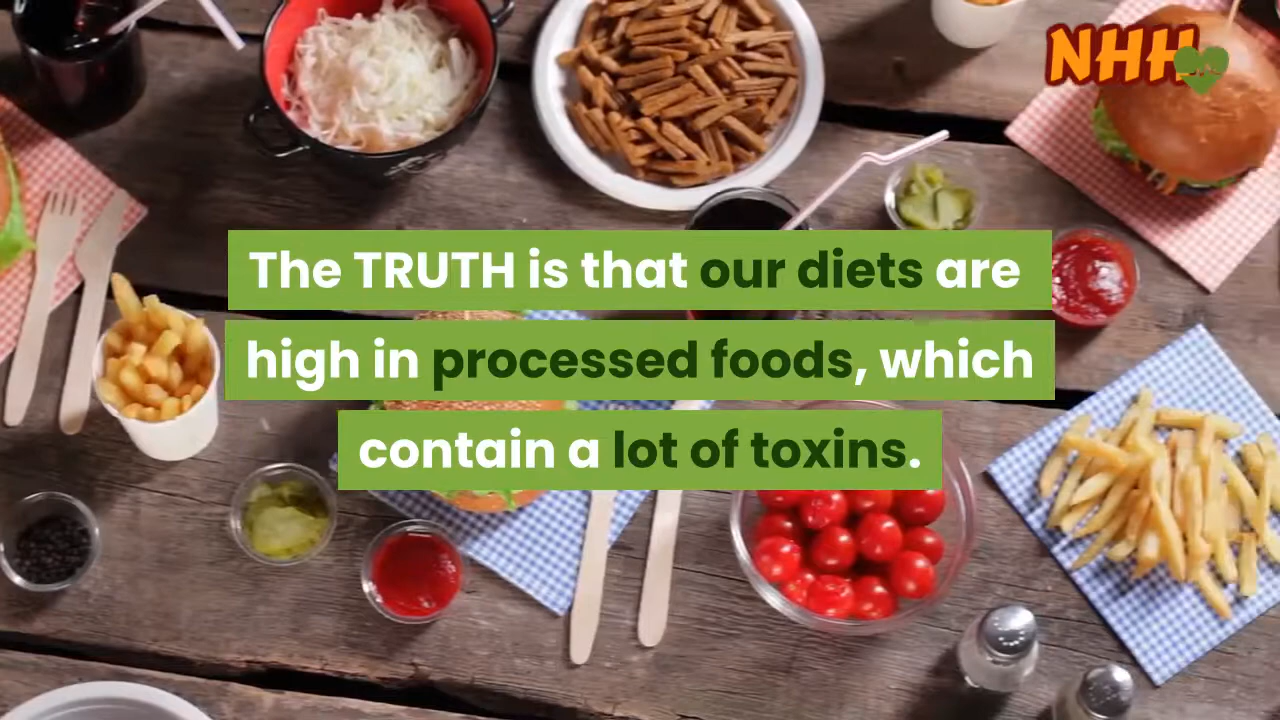 NHH
The TRUTH is that our diets are
high in processed foods, which
contain a lot of toxins.